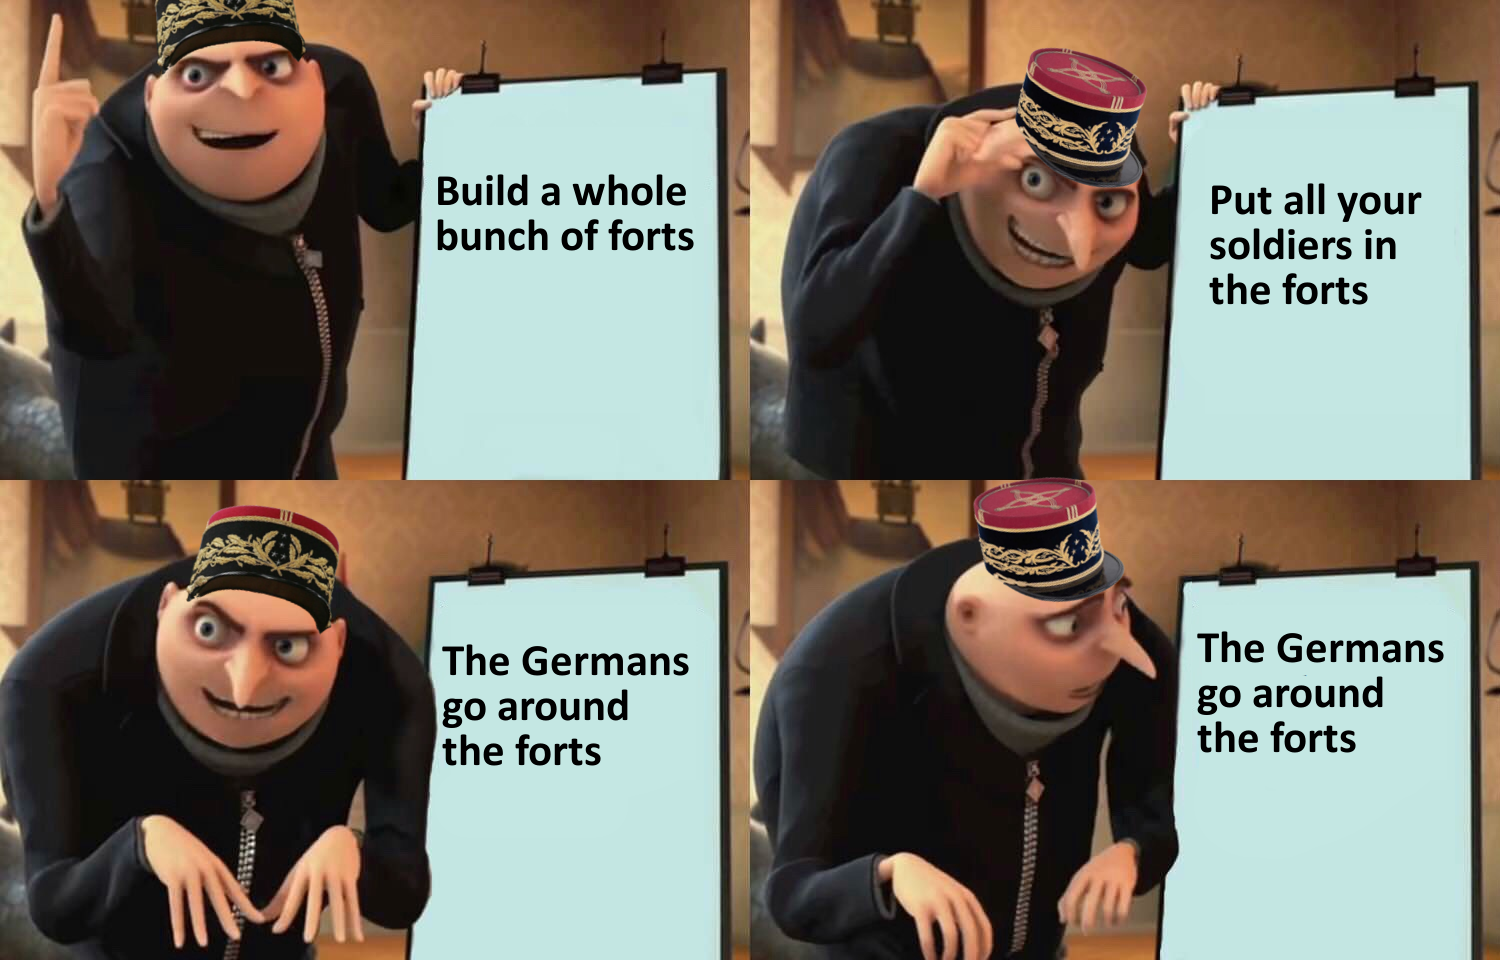 Build a whole
bunch of forts
Put all your
soldiers in
the forts
The Germans
go around
the forts
The Germans
go around
the forts